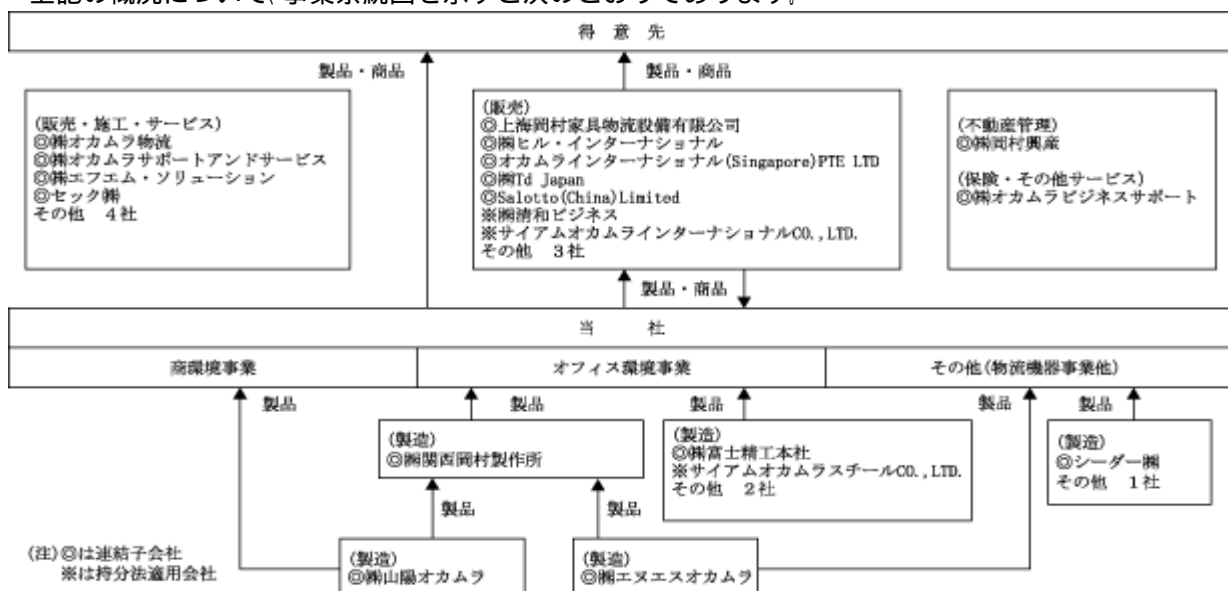 上記の概況について、事業系統図を示すと次のとおりであります。
得 意 先
製品・商品
製品・商品
(販売・施工・サービス)
◎㈱オカムラ物流
◎㈱オカムラサポートアンドサービス
◎㈱エフエム・ソリューション
◎セック㈱
その他 4社
(販売)
◎上海岡村家具物流設備有限公司
◎㈱ヒル・インターナショナル
◎オカムラインターナショナル(Singapore)PTE LTD
◎㈱Td Japan
◎Salotto(China)Limited
※㈱清和ビジネス
※サイアムオカムラインターナショナルCO.,LTD.
その他 3社
(不動産管理)
◎㈱岡村興産
(保険・その他サービス)
◎㈱オカムラビジネスサポート
製品・商品
当 社
商環境事業
オフィス環境事業
その他(物流機器事業他)
製品
製品
製品
製品
製品
(製造)
◎㈱関西岡村製作所
(製造)
◎㈱富士精工本社
※サイアムオカムラスチールCO.,LTD.
その他 2社
(製造)
◎シーダー㈱
その他 1社
製品
製品
(注)◎は連結子会社
※は持分法適用会社
(製造)
◎㈱山陽オカムラ
(製造)
◎㈱エヌエスオカムラ